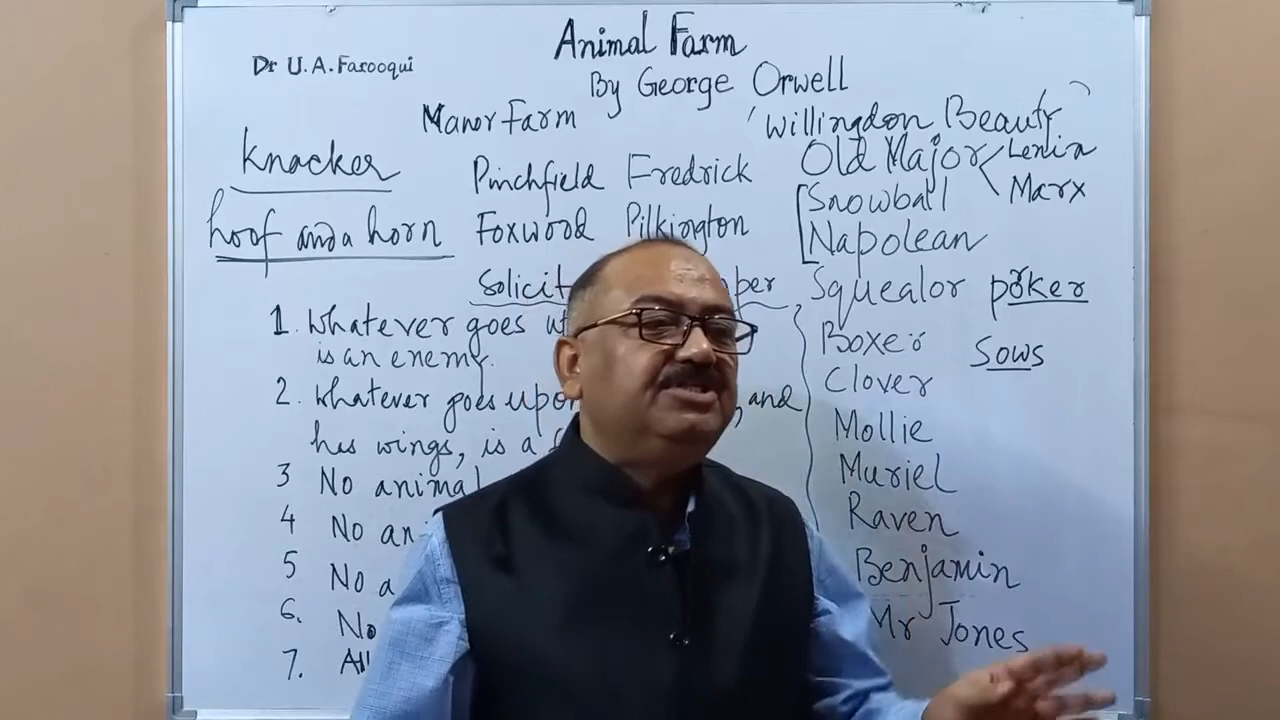 Animal Farm
Dr U.A. Farooqui
By George Orwell
Manor Farm
'Willingdon Beauty'
knacker
Pinchfield Fredrick
Old Major Lenin
Marx
hoof and a horn
Foxwood Pilkington
Snowball
Napolean
Solicit
Squealor poker
1. Whatever goes
is an enemy.
Boxer
Sows
2. Whatever goes upon and
has wings, is a
Clover
Mollie
3 No animal
Muriel
4 No an
Raven
5 No a
Benjamin
6. No
Mr Jones
7. All